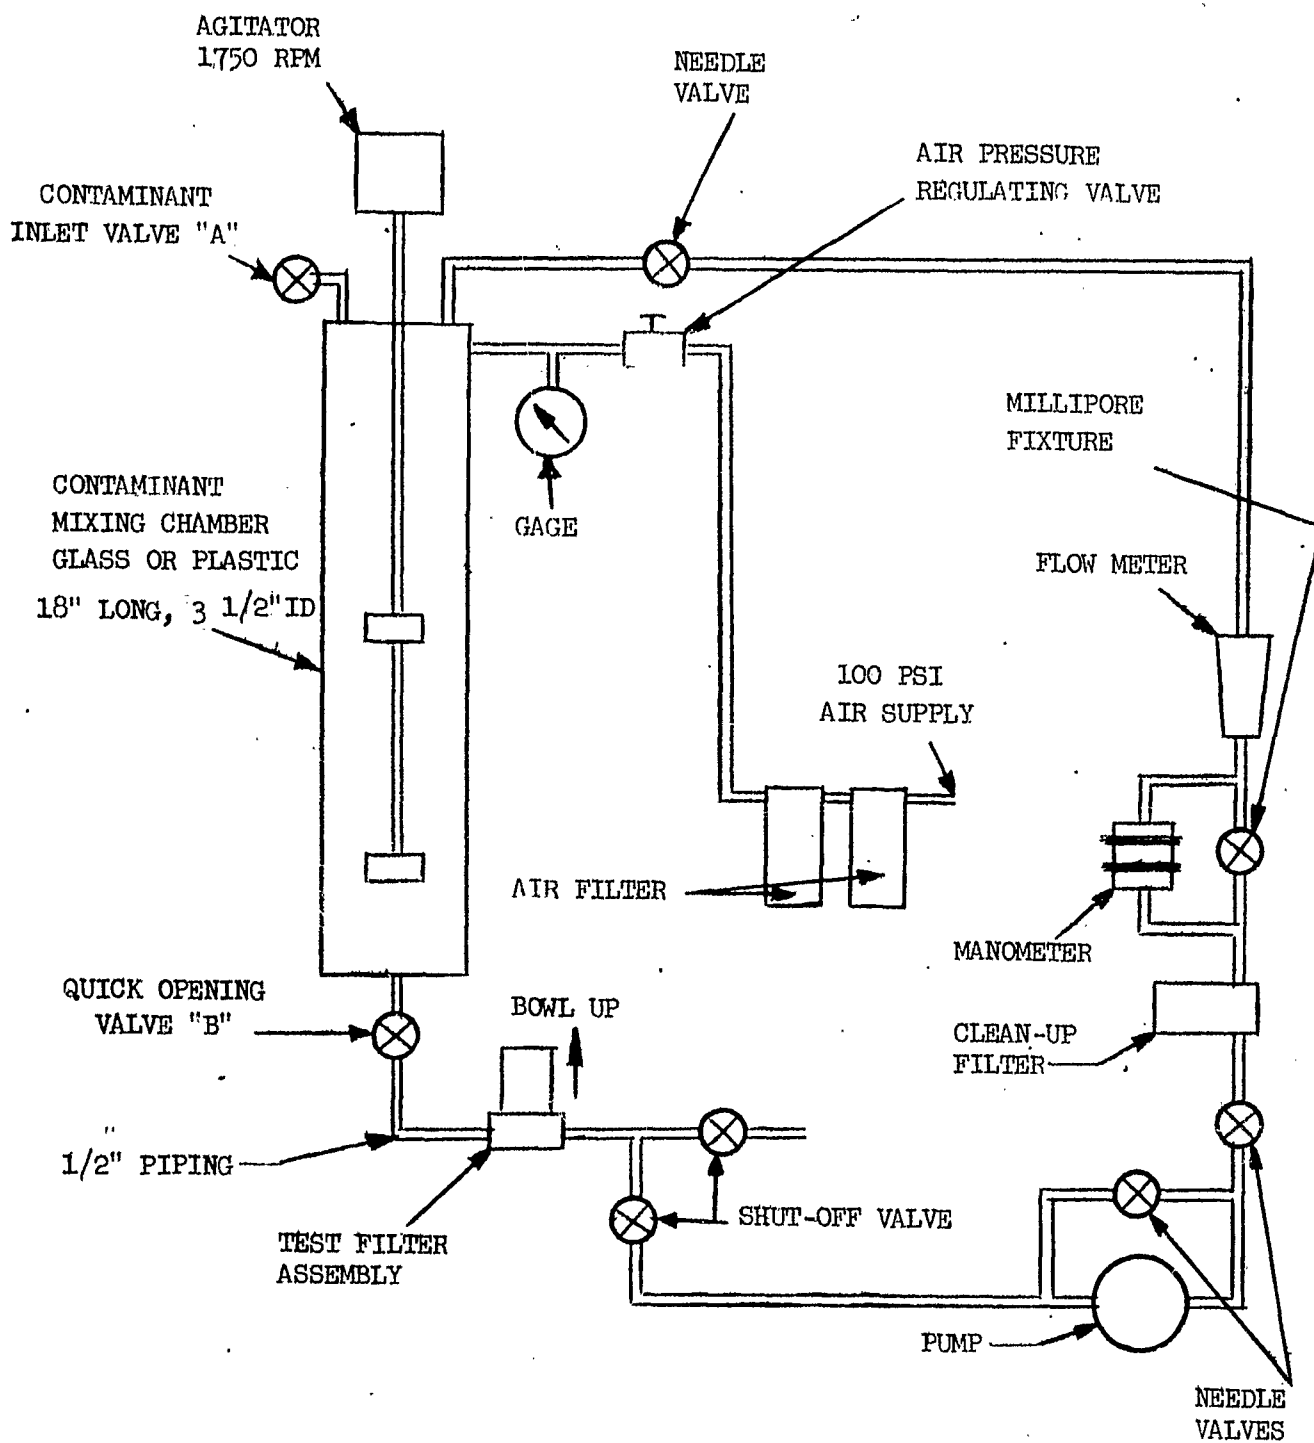 AGITATOR
1750 RPM
NEEDLE
VALVE
AIR PRESSURE
REGULATING VALVE
CONTAMINANT
INLET VALVE "A"
MILLIPORE
FIXTURE
CONTAMINANT
MIXING CHAMBER
GLASS OR PLASTIC
18" LONG, 3 1/2" ID
GAGE
FLOW METER
100 PSI
AIR SUPPLY
AIR FILTER
MANOMETER
QUICK OPENING
VALVE "B"
BOWL UP
CLEAN-UP
FILTER
1/2" PIPING
SHUT-OFF VALVE
TEST FILTER
ASSEMBLY
PUMP
NEEDLE
VALVES